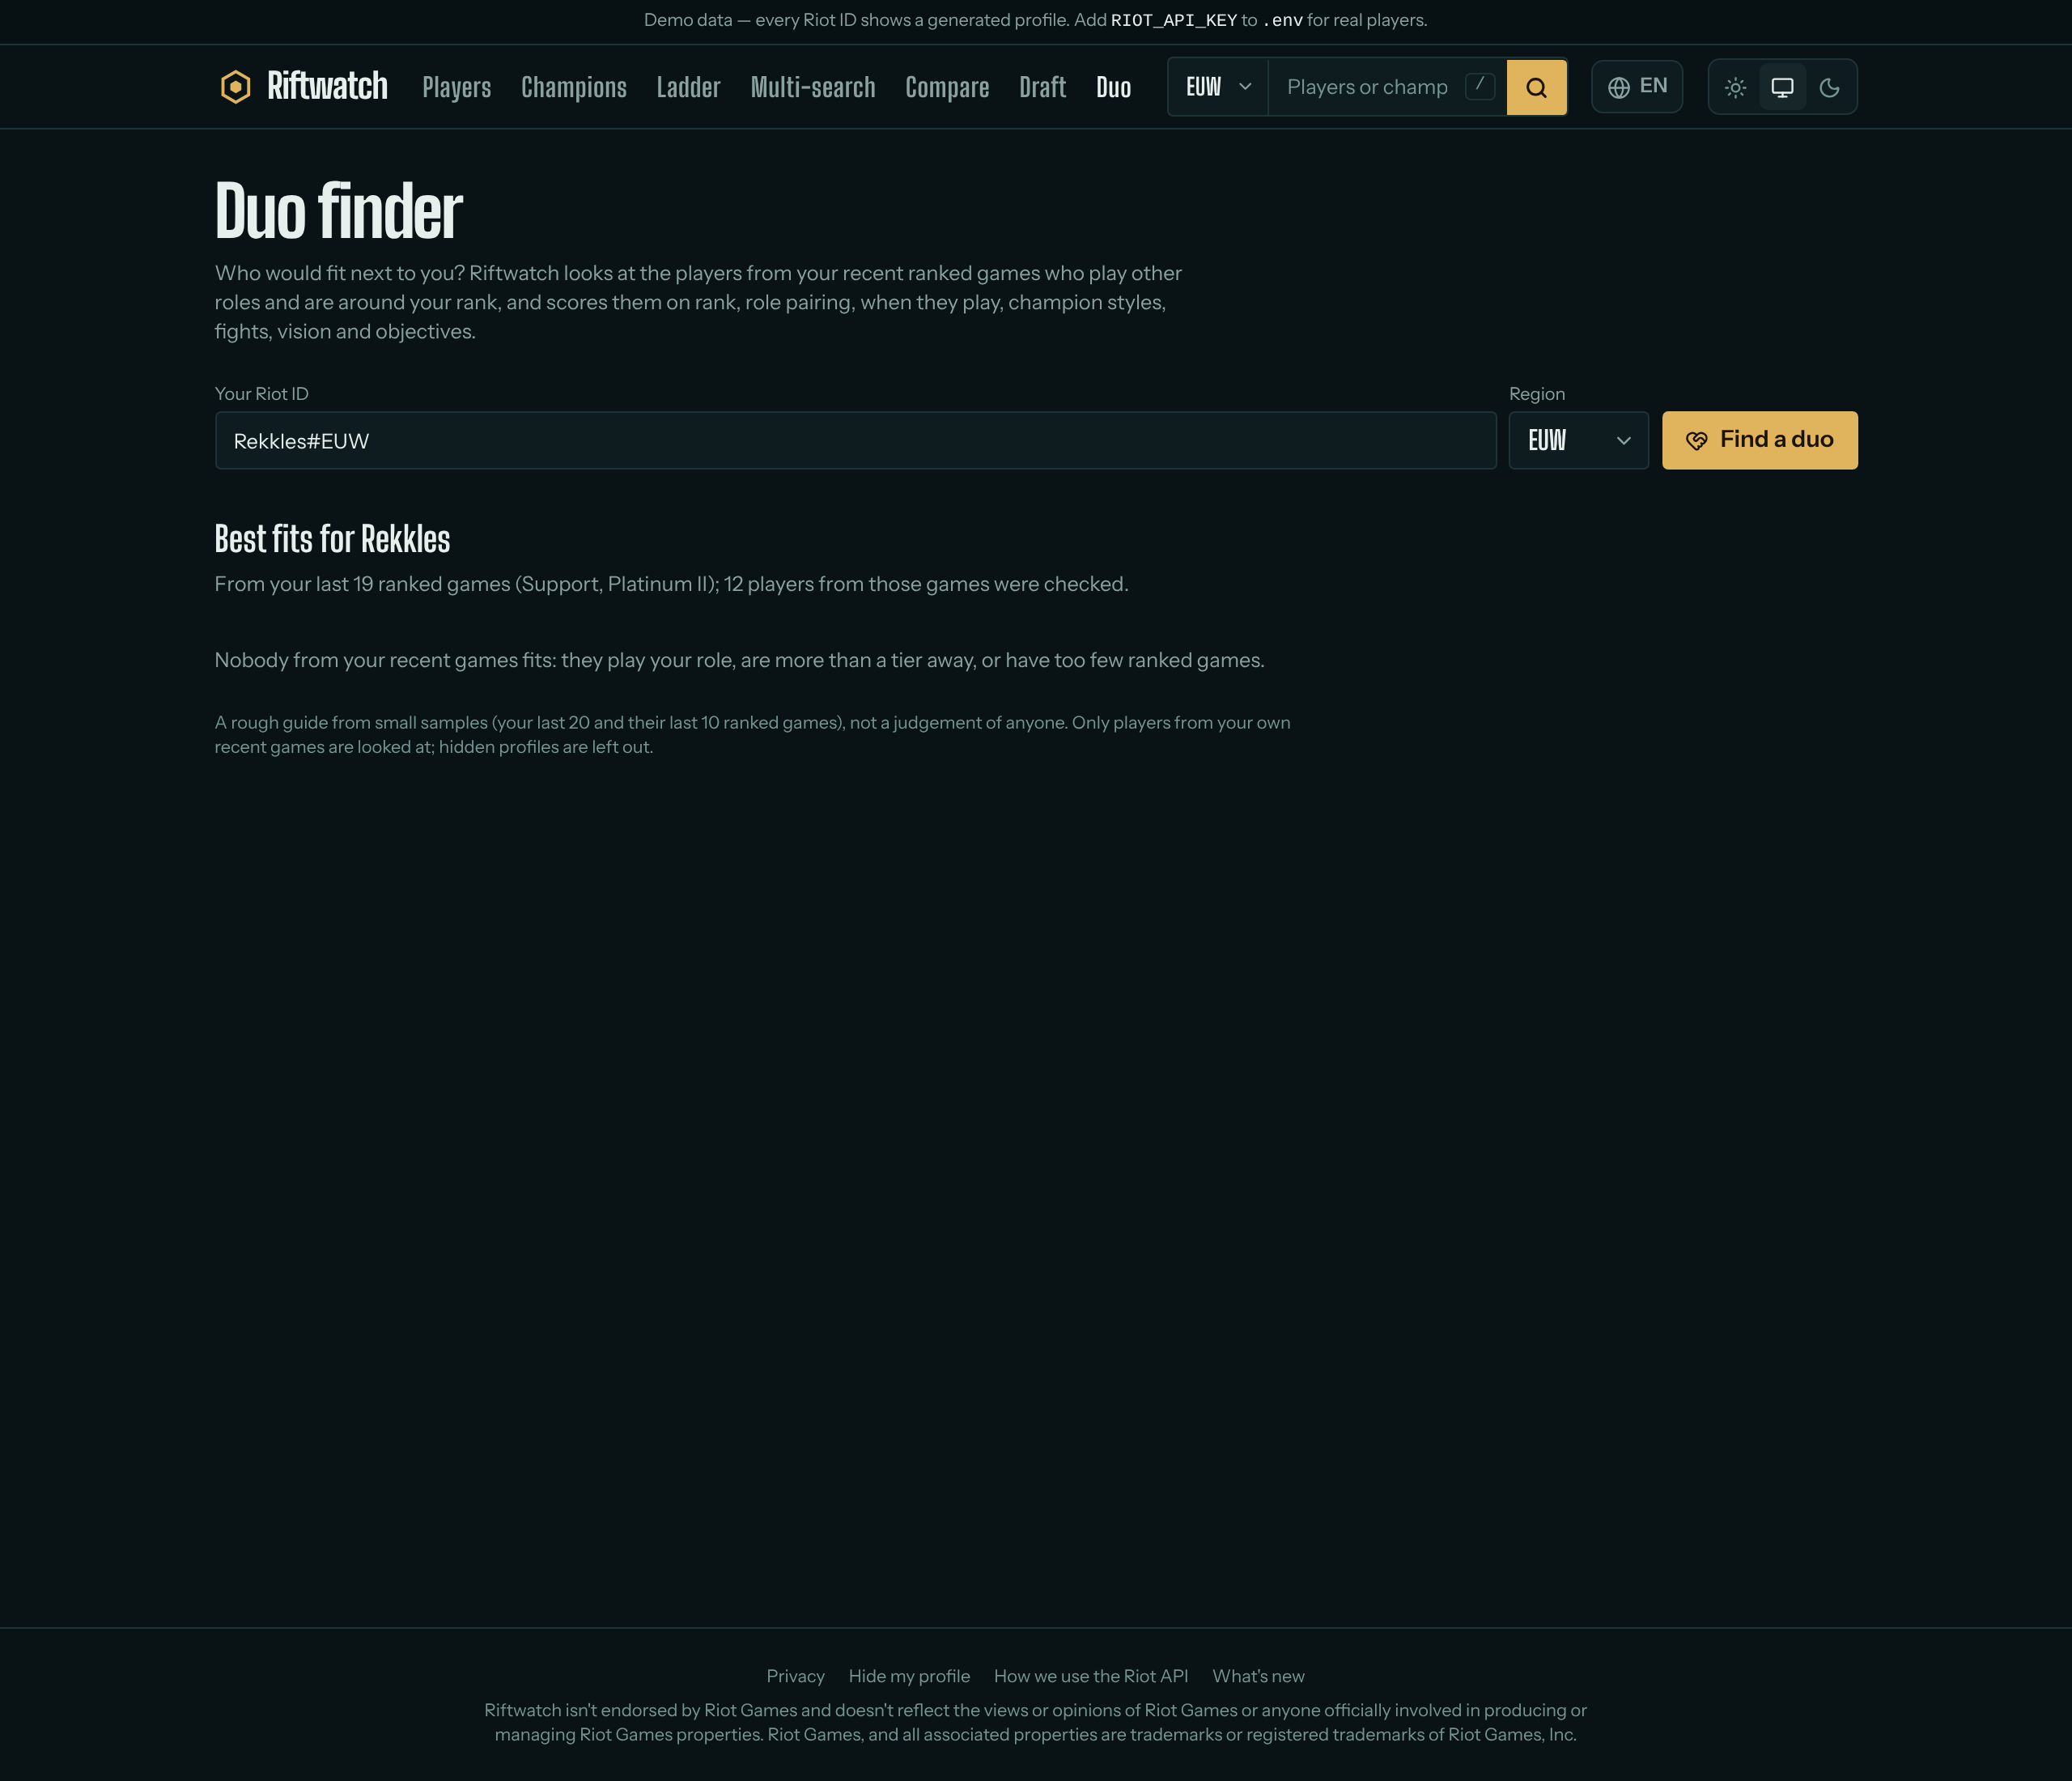 Demo data — every Riot ID shows a generated profile. Add RIOT_API_KEY to .env for real players.
Riftwatch Players Champions Ladder Multi-search Compare Draft Duo EUW Players or champ / EN
Duo finder
Who would fit next to you? Riftwatch looks at the players from your recent ranked games who play other
roles and are around your rank, and scores them on rank, role pairing, when they play, champion styles,
fights, vision and objectives.
Your Riot ID Region
Rekkles#EUW EUW Find a duo
Best fits for Rekkles
From your last 19 ranked games (Support, Platinum II); 12 players from those games were checked.
Nobody from your recent games fits: they play your role, are more than a tier away, or have too few ranked games.
A rough guide from small samples (your last 20 and their last 10 ranked games), not a judgement of anyone. Only players from your own
recent games are looked at; hidden profiles are left out.
Privacy Hide my profile How we use the Riot API What's new
Riftwatch isn't endorsed by Riot Games and doesn't reflect the views or opinions of Riot Games or anyone officially involved in producing or
managing Riot Games properties. Riot Games, and all associated properties are trademarks or registered trademarks of Riot Games, Inc.